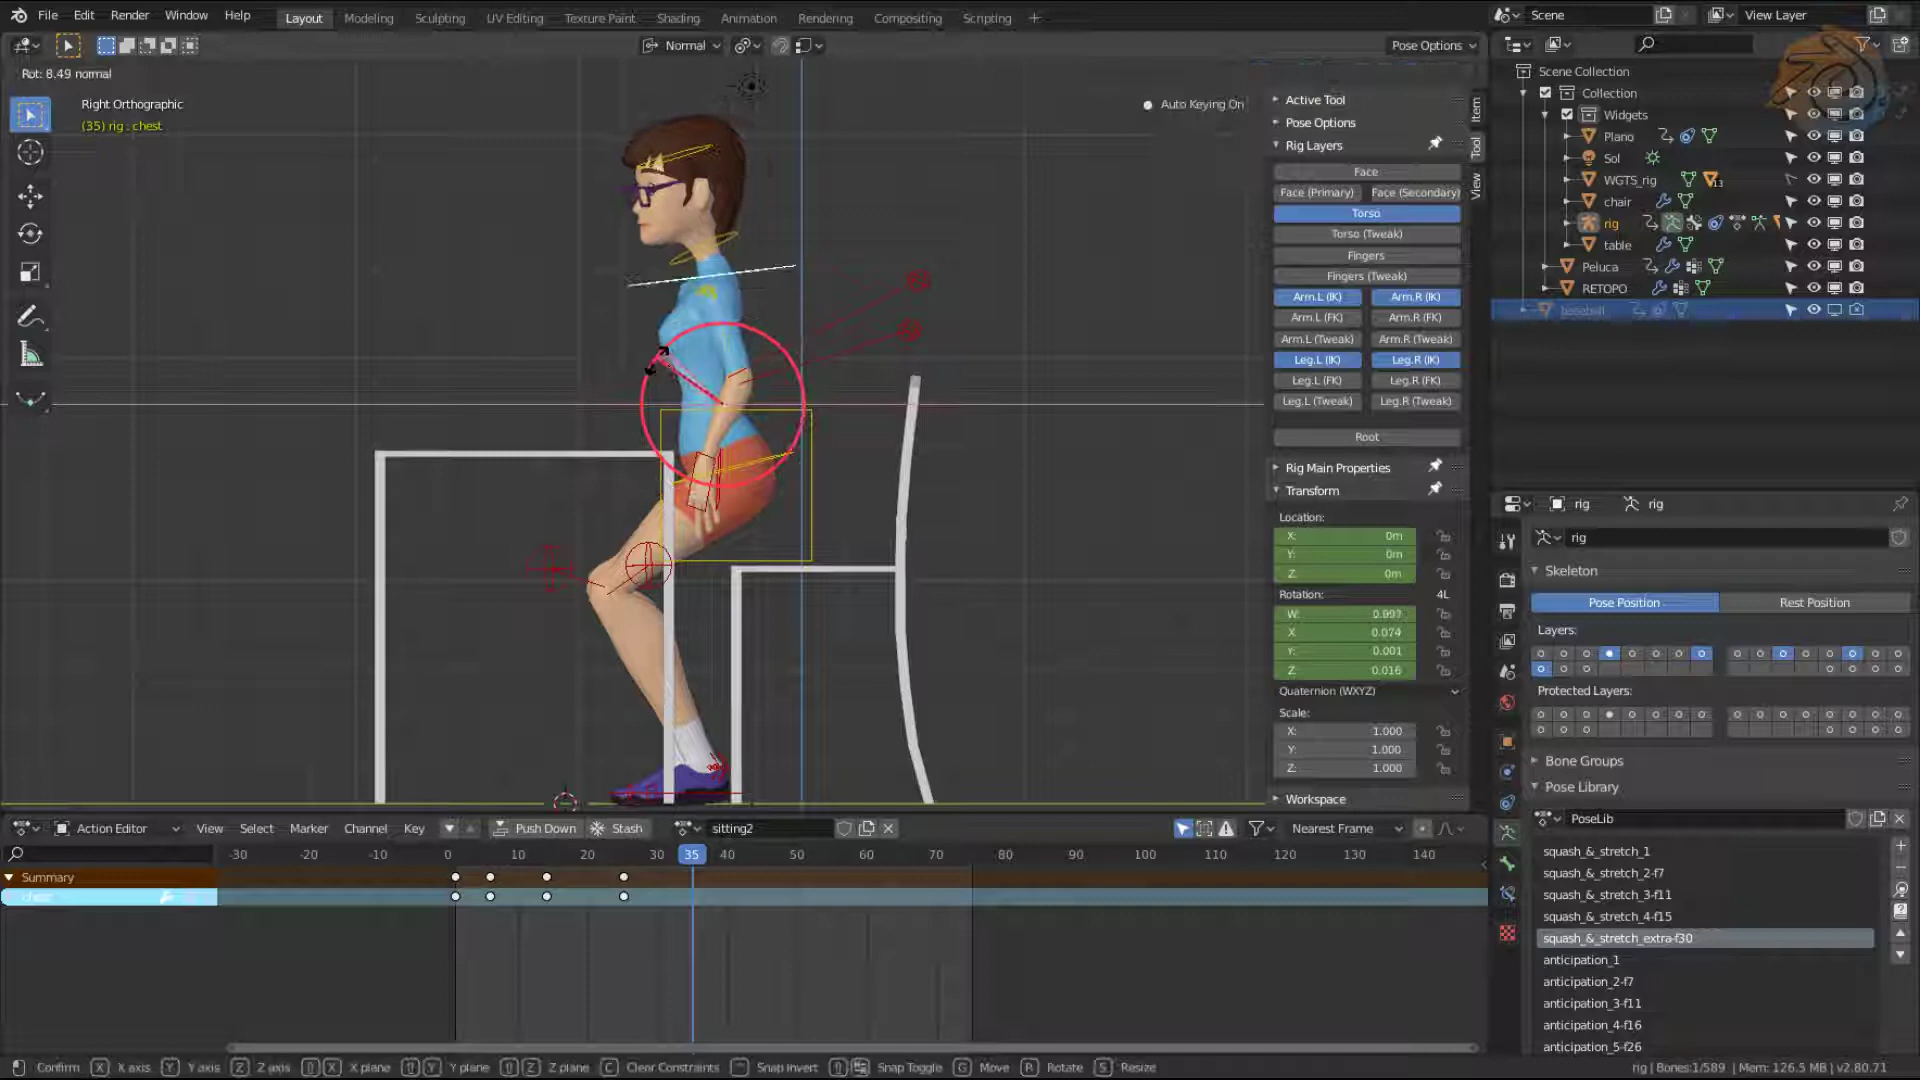 File Edit Render Window Help Layout Modeling Sculpting UV Editing Texture Paint Shading Animation Rendering Compositing Scripting + Scene View Layer
Normal Pose Options
Rot: 8.49 normal
Right Orthographic
(35) rig : chest
Auto Keying On
Active Tool
Pose Options
Rig Layers
Face
Face (Primary) Face (Secondary)
Torso
Torso (Tweak)
Fingers
Fingers (Tweak)
Arm.L (IK) Arm.R (IK)
Arm.L (FK) Arm.R (FK)
Arm.L (Tweak) Arm.R (Tweak)
Leg.L (IK) Leg.R (IK)
Leg.L (FK) Leg.R (FK)
Leg.L (Tweak) Leg.R (Tweak)
Root
Rig Main Properties
Transform
Location:
X: 0m
Y: 0m
Z: 0m
Rotation: 4L
W: 0.997
X 0.074
Y: 0.001
Z: 0.016
Quaternion (WXYZ)
Scale:
X: 1.000
Y: 1.000
Z: 1.000
Workspace
Item
Tool
View
Scene Collection
Collection
Widgets
Plano
Sol
WGTS_rig 13
chair
rig
table
Peluca
RETOPO
rig rig
rig
Skeleton
Pose Position Rest Position
Layers:
Protected Layers:
Bone Groups
Pose Library
PoseLib
squash_&_stretch_1
squash_&_stretch_2-f7
squash_&_stretch_3-f11
squash_&_stretch_4-f15
squash_&_stretch_extra-f30
anticipation_1
anticipation_2-f7
anticipation_3-f11
anticipation_4-f16
anticipation_5-f26
Action Editor View Select Marker Channel Key Push Down Stash sitting2 Nearest Frame
-30 -20 -10 0 10 20 30 35 40 50 60 70 80 90 100 110 120 130 140
Summary
Confirm X X axis Y Y axis Z Z axis X X plane Y Y plane Z Z plane C Clear Constraints Snap Invert Snap Toggle G Move R Rotate S Resize
rig | Bones:1/589 | Mem: 126.5 MB | v2.80.71